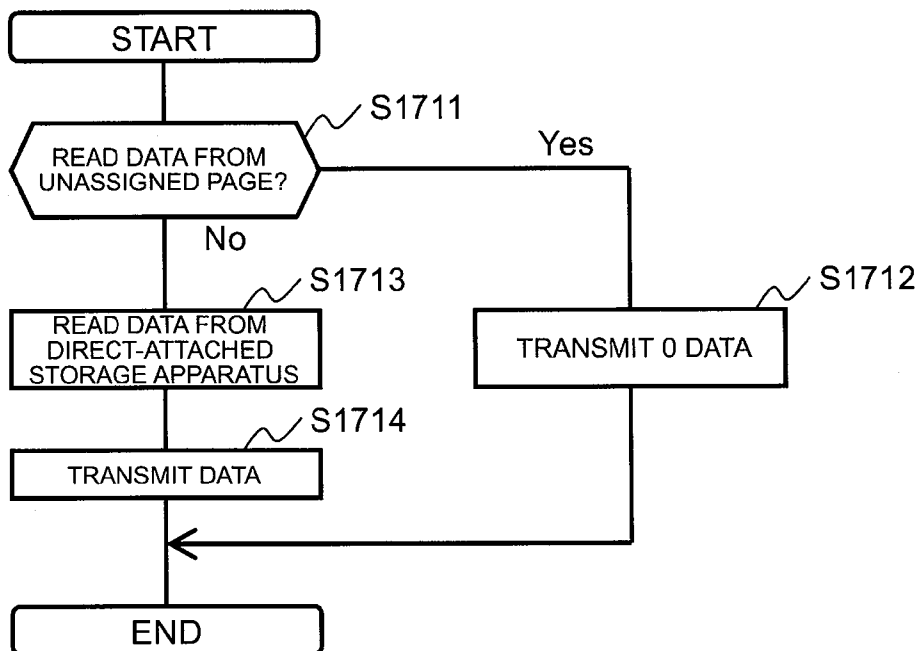 START
S1711
READ DATA FROM
UNASSIGNED PAGE?
Yes
No
S1713
READ DATA FROM
DIRECT-ATTACHED
STORAGE APPARATUS
S1712
TRANSMIT 0 DATA
S1714
TRANSMIT DATA
END